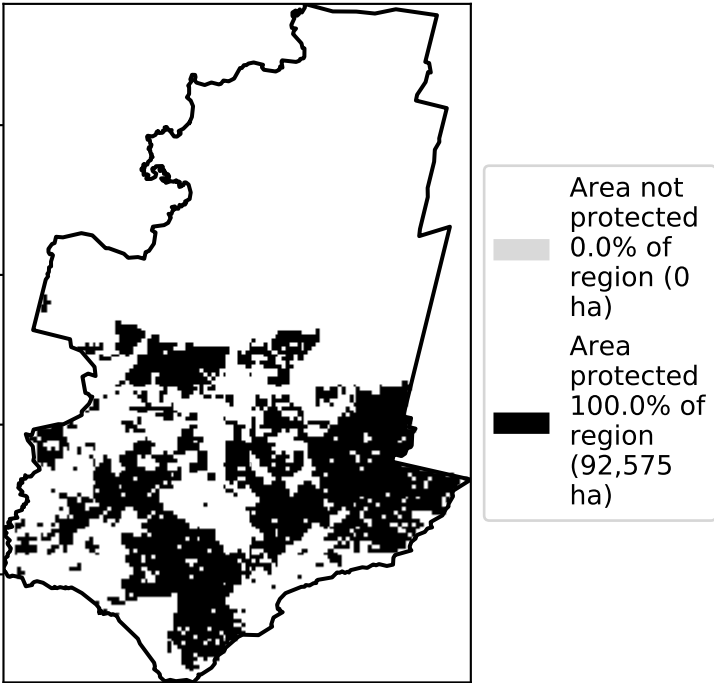 Area not
protected
0.0% of
region (0
ha)
Area
protected
100.0% of
region
(92,575
ha)